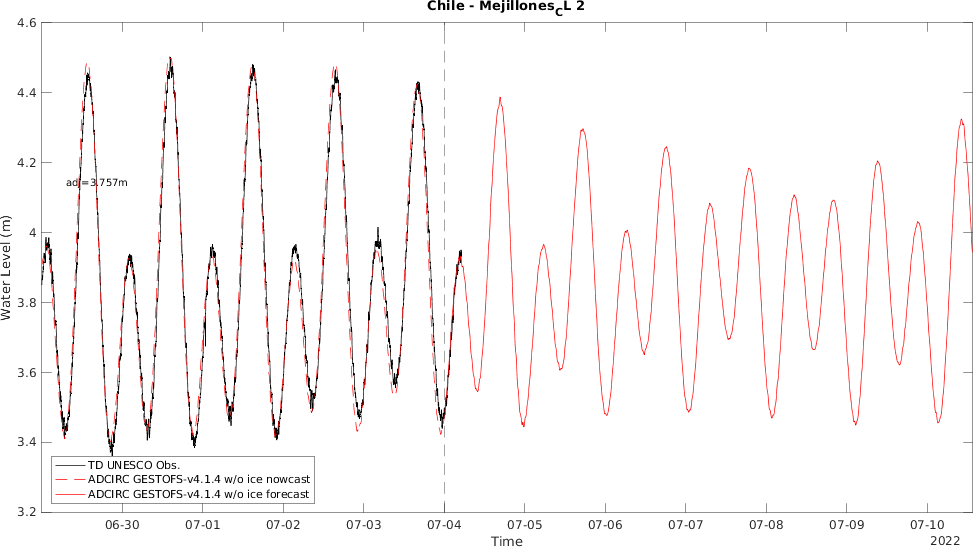 Chile - Mejillones_CL 2
4.6
4.4
4.2
4
3.8
3.6
3.4
3.2
Water Level (m)
adj=3.757m
TD UNESCO Obs.
ADCIRC GESTOFS-v4.1.4 w/o ice nowcast
ADCIRC GESTOFS-v4.1.4 w/o ice forecast
06-30 07-01 07-02 07-03 07-04 07-05 07-06 07-07 07-08 07-09 07-10
Time
2022